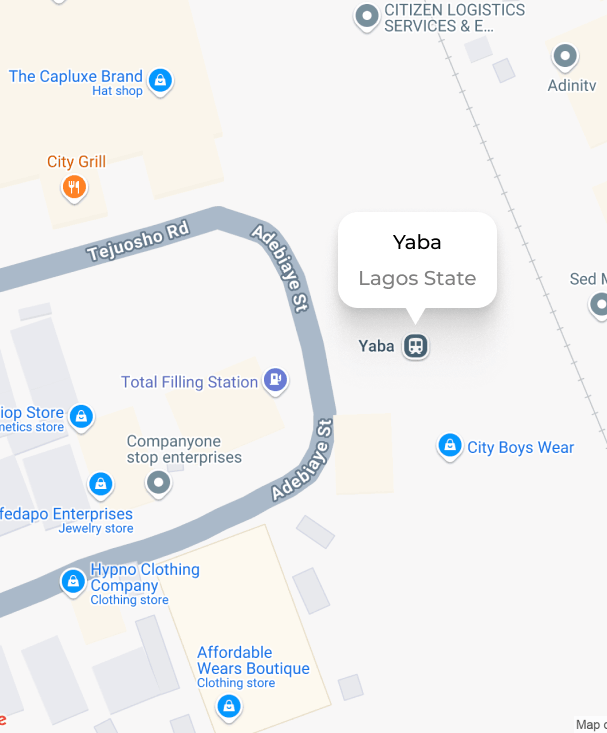 CITIZEN LOGISTICS
SERVICES & E...
Adinitv
The Capluxe Brand
Hat shop
City Grill
Tejuosho Rd
Adebiaye St
Yaba
Lagos State
Sed M
Yaba
Total Filling Station
iop Store
metics store
Companyone
stop enterprises
Adebiaye St
City Boys Wear
fedapo Enterprises
Jewelry store
Hypno Clothing
Company
Clothing store
Affordable
Wears Boutique
Clothing store
e
Map